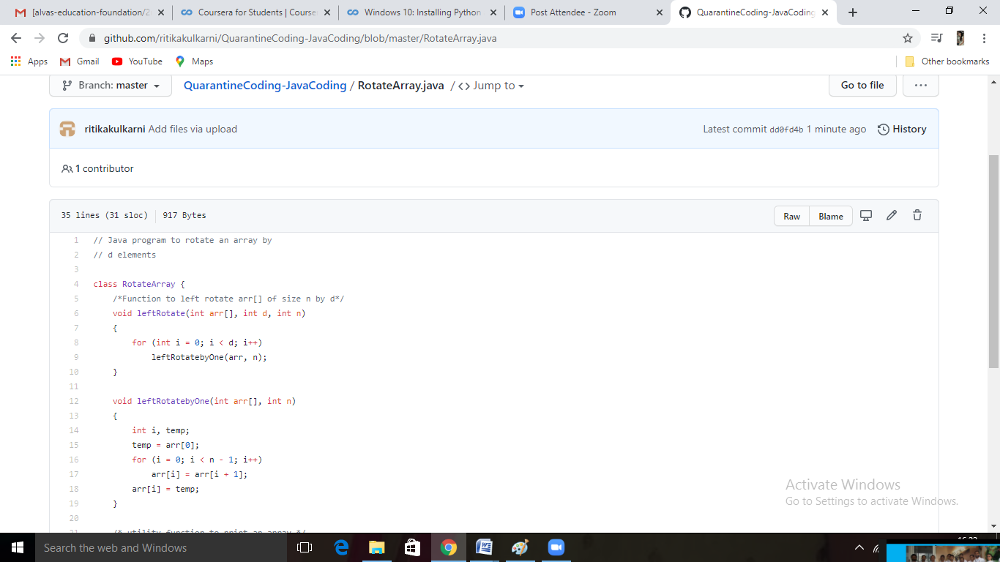 [alvas-education-foundation/2
Coursera for Students | Course
Windows 10: Installing Python
Post Attendee - Zoom
QuarantineCoding-JavaCoding
github.com/ritikakulkarni/QuarantineCoding-JavaCoding/blob/master/RotateArray.java
Apps Gmail YouTube Maps Other bookmarks
Branch: master QuarantineCoding-JavaCoding / RotateArray.java / <> Jump to Go to file ...
ritikakulkarni Add files via upload Latest commit dd0fd4b 1 minute ago History
1 contributor
35 lines (31 sloc) 917 Bytes Raw Blame
1 // Java program to rotate an array by
2 // d elements
3
4 class RotateArray {
5 /*Function to left rotate arr[] of size n by d*/
6 void leftRotate(int arr[], int d, int n)
7 {
8 for (int i = 0; i < d; i++)
9 leftRotatebyOne(arr, n);
10 }
11
12 void leftRotatebyOne(int arr[], int n)
13 {
14 int i, temp;
15 temp = arr[0];
16 for (i = 0; i < n - 1; i++)
17 arr[i] = arr[i + 1];
18 arr[i] = temp;
19 }
20
21 /* utility function to print an array */
Activate Windows
Go to Settings to activate Windows.
Search the web and Windows